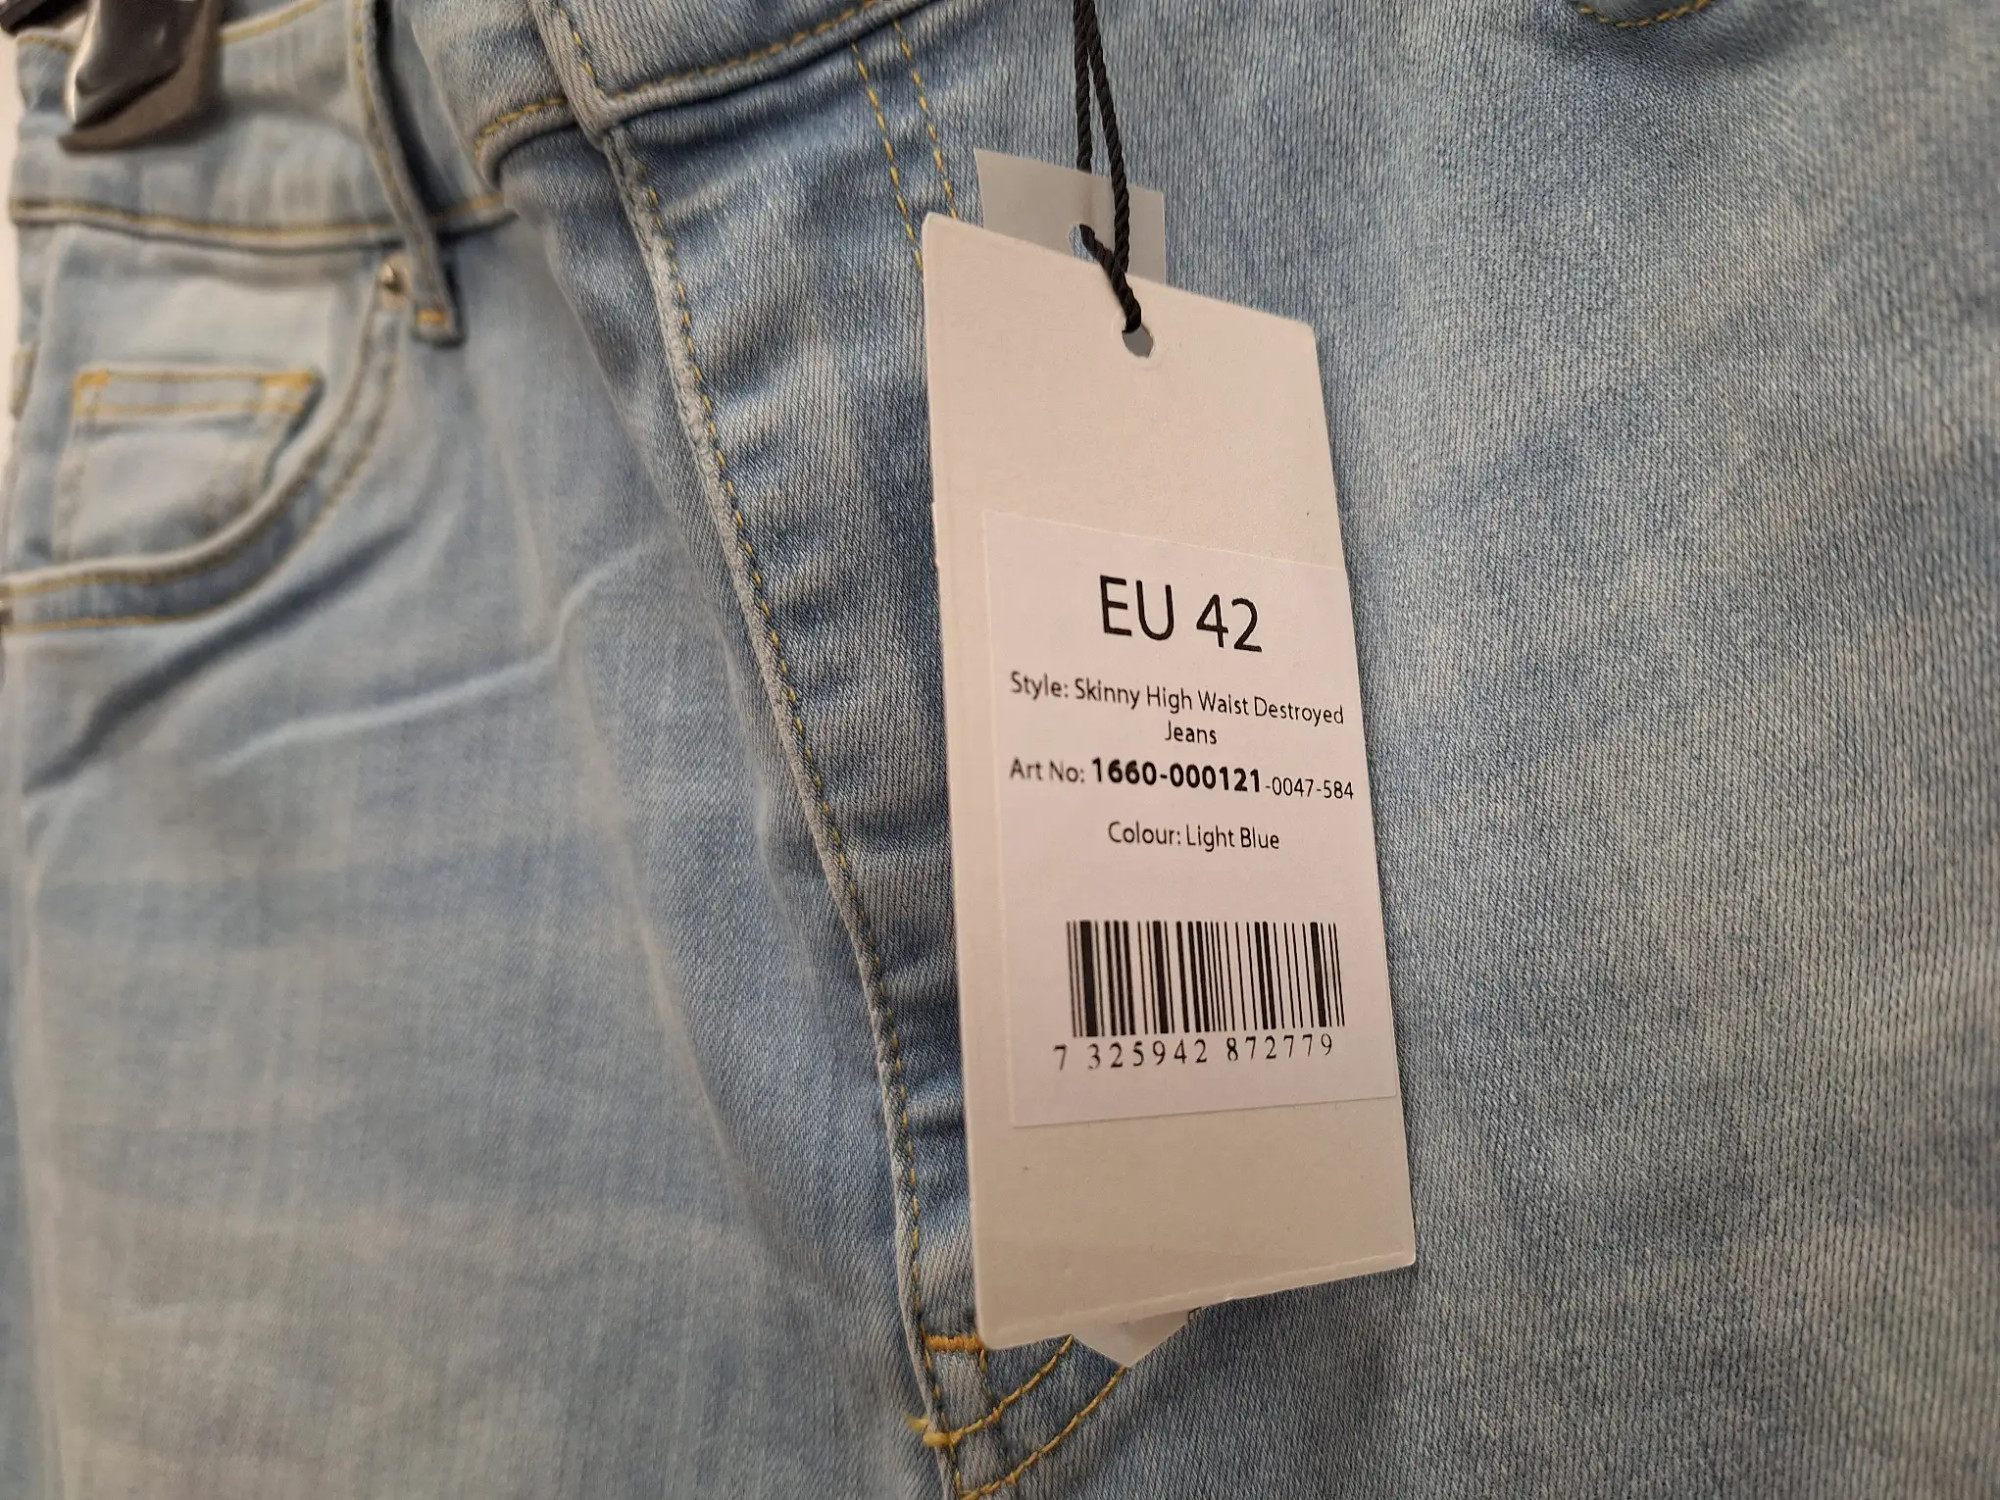 EU 42
Style: Skinny High Waist Destroyed
Jeans
Art No: 1660-000121-0047-584
Colour: Light Blue
7 325942 872779